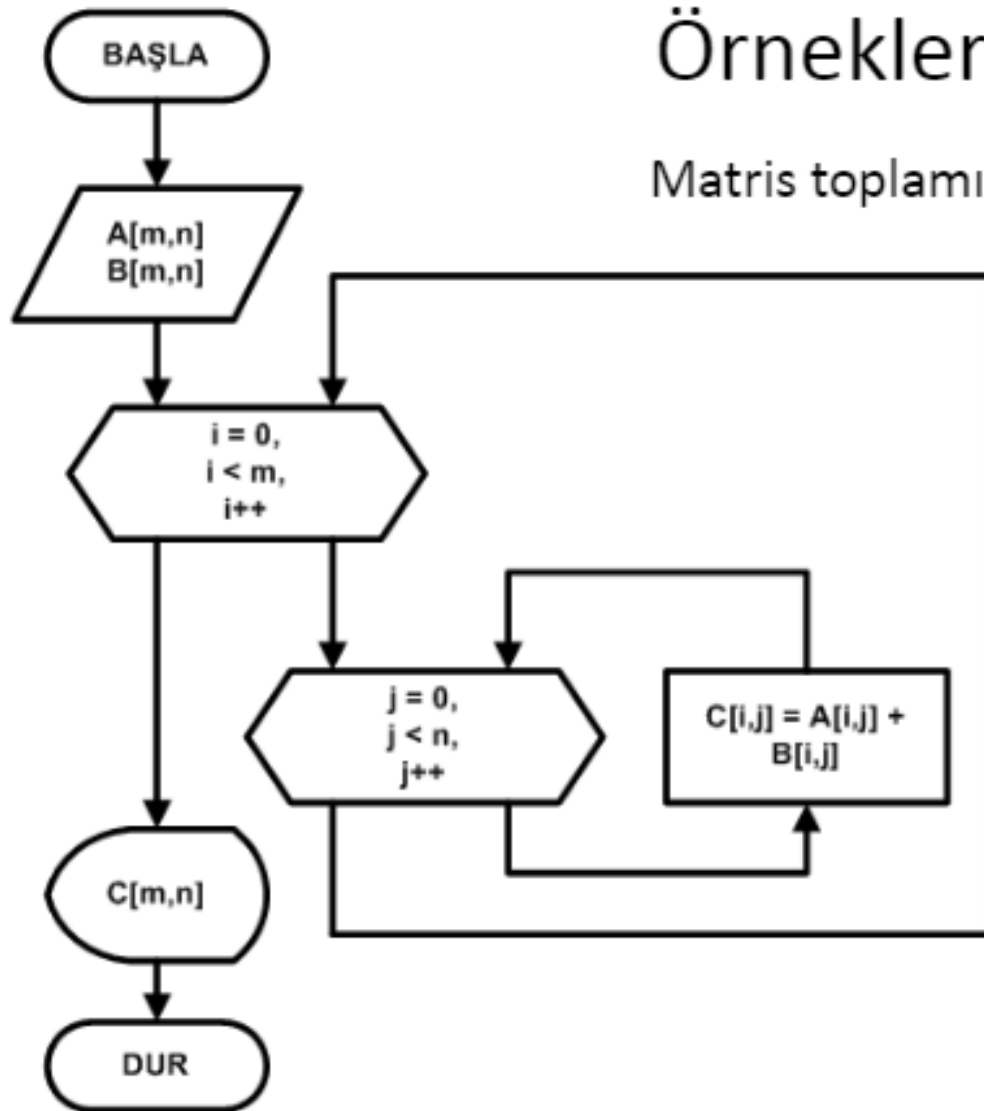 Örnekler
Matris toplamı
BAŞLA
A[m,n]
B[m,n]
i = 0,
i < m,
i++
j = 0,
j < n,
j++
C[i,j] = A[i,j] +
B[i,j]
C[m,n]
DUR